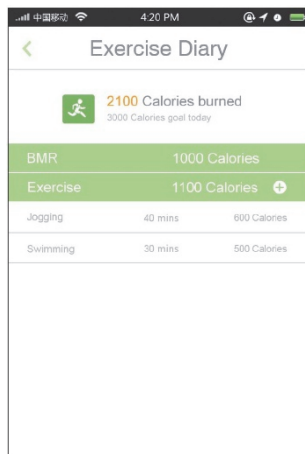 中国移动 4:20 PM
Exercise Diary
2100 Calories burned
3000 Calories goal today
BMR 1000 Calories
Exercise 1100 Calories
Jogging 40 mins 600 Calories
Swimming 30 mins 500 Calories